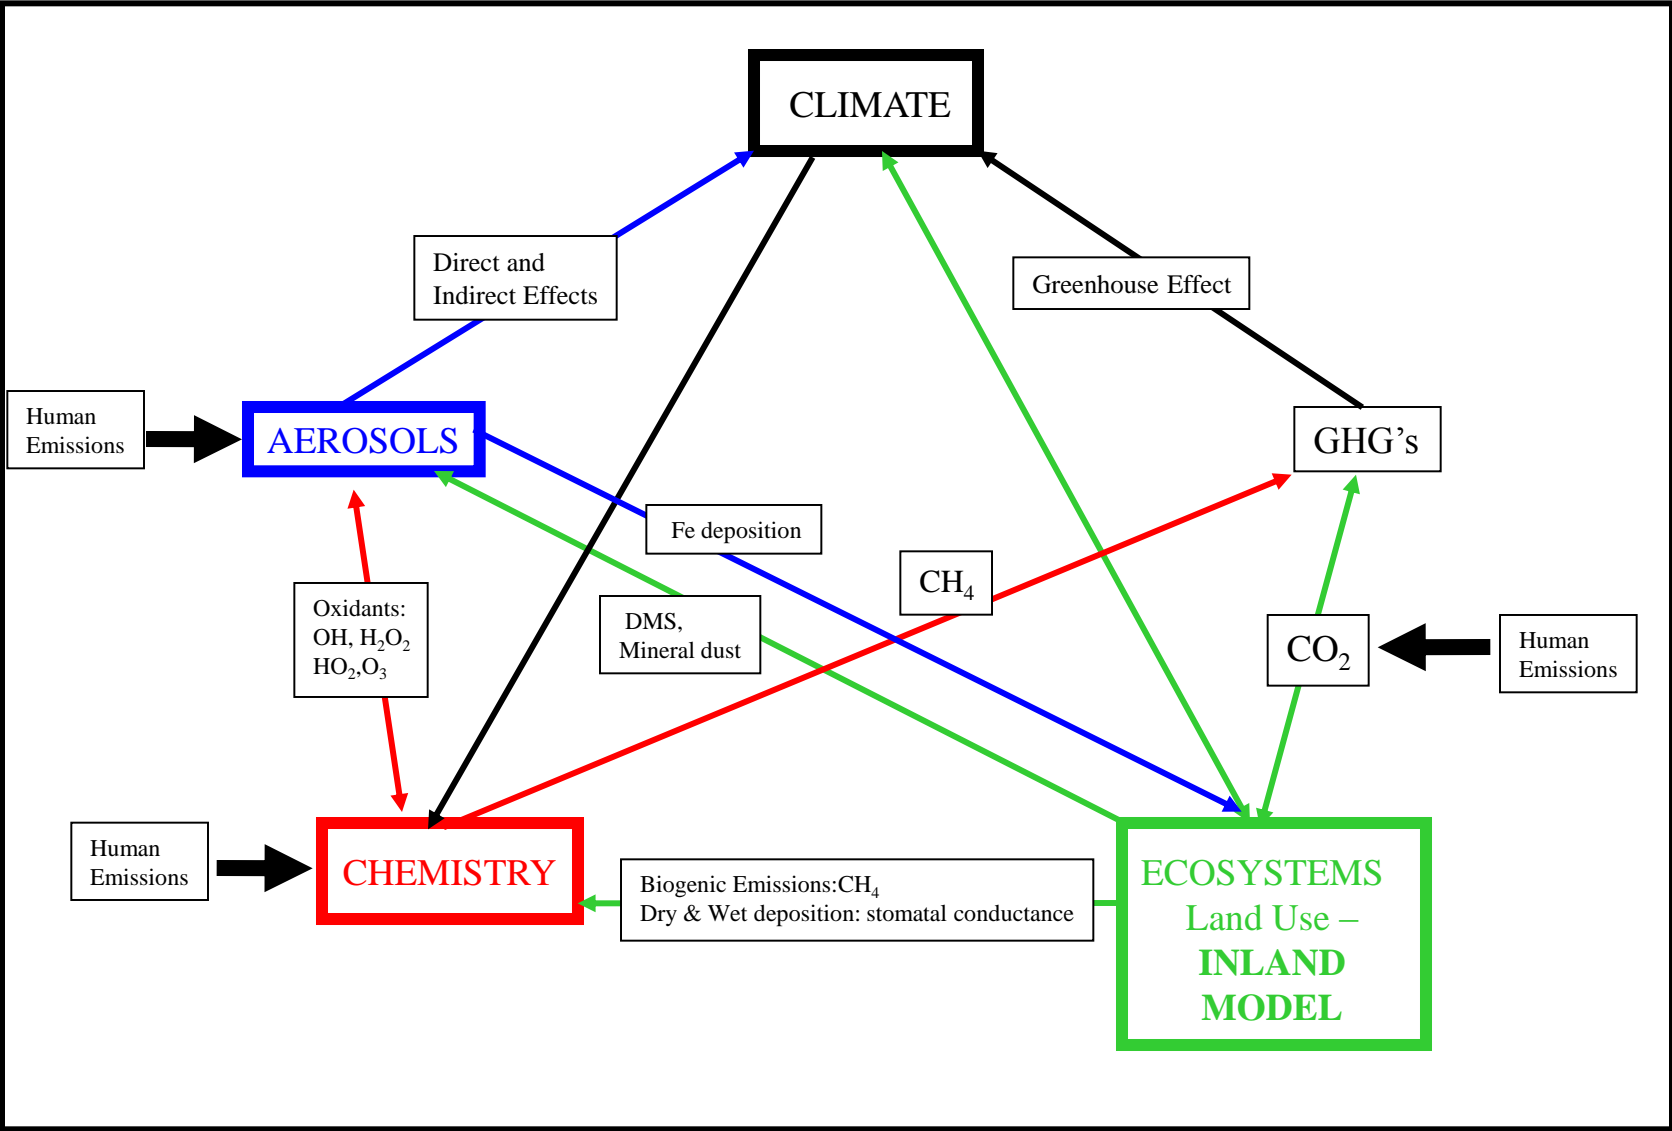 CLIMATE
Direct and
Indirect Effects
Greenhouse Effect
Human
Emissions
AEROSOLS
GHG’s
Fe deposition
CH₄
Oxidants:
OH, H₂O₂
HO₂,O₃
DMS,
Mineral dust
CO₂
Human
Emissions
Human
Emissions
CHEMISTRY
Biogenic Emissions:CH₄
Dry & Wet deposition: stomatal conductance
ECOSYSTEMS
Land Use –
INLAND
MODEL